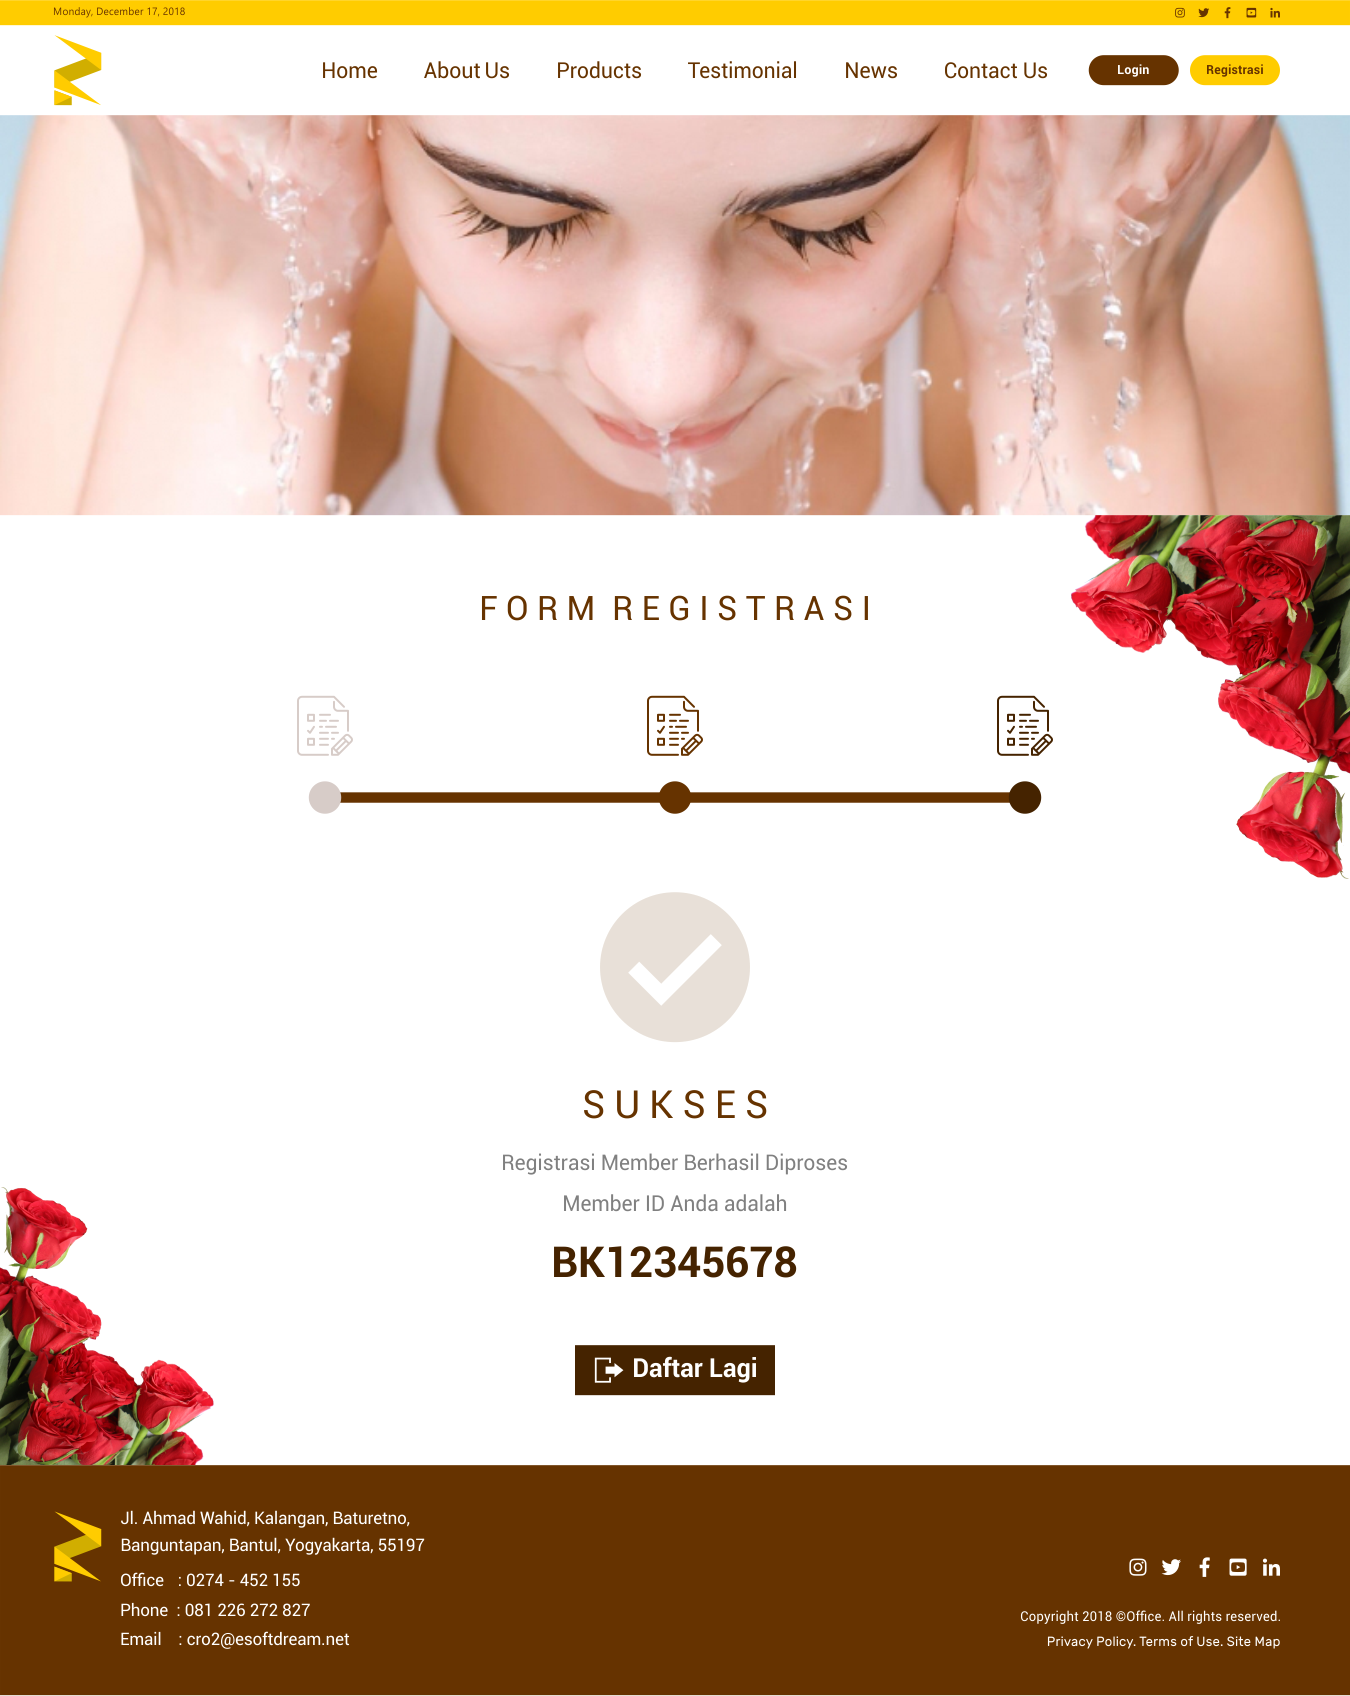 Monday, December 17, 2018
Home About Us Products Testimonial News Contact Us Login Registrasi
FORM REGISTRASI
SUKSES
Registrasi Member Berhasil Diproses
Member ID Anda adalah
BK12345678
Daftar Lagi
Jl. Ahmad Wahid, Kalangan, Baturetno,
Banguntapan, Bantul, Yogyakarta, 55197
Office : 0274 - 452 155
Phone : 081 226 272 827
Email : cro2@esoftdream.net
Copyright 2018 ©Office. All rights reserved.
Privacy Policy. Terms of Use. Site Map